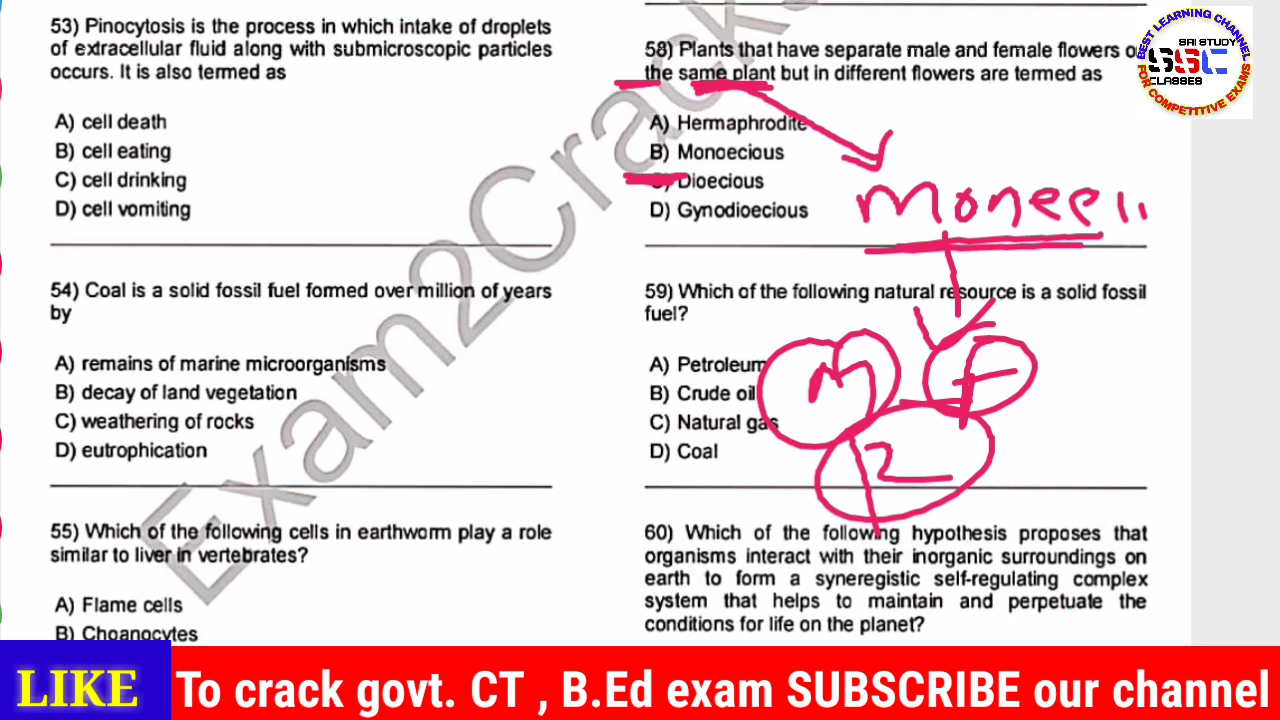 53) Pinocytosis is the process in which intake of droplets
of extracellular fluid along with submicroscopic particles
occurs. It is also termed as
A) cell death
B) cell eating
C) cell drinking
D) cell vomiting
54) Coal is a solid fossil fuel formed over million of years
by
A) remains of marine microorganisms
B) decay of land vegetation
C) weathering of rocks
D) eutrophication
55) Which of the following cells in earthworm play a role
similar to liver in vertebrates?
A) Flame cells
B) Choanocytes
58) Plants that have separate male and female flowers
the same plant but in different flowers are termed as
A) Hermaphrodite
B) Monoecious
Dioecious
D) Gynodioecious
59) Which of the following natural resource is a solid fossil
fuel?
A) Petroleum
B) Crude oil
C) Natural gas
D) Coal
M
F
60) Which of the following hypothesis proposes that
organisms interact with their inorganic surroundings on
earth to form a syneregistic self-regulating complex
system that helps to maintain and perpetuate the
conditions for life on the planet?
Exam2Crack
BEST LEARNING CHANNEL
SAI STUDY
SSC
CLASSES
FOR COMPETITIVE EXAMS
LIKE
To crack govt. CT , B.Ed exam SUBSCRIBE our channel